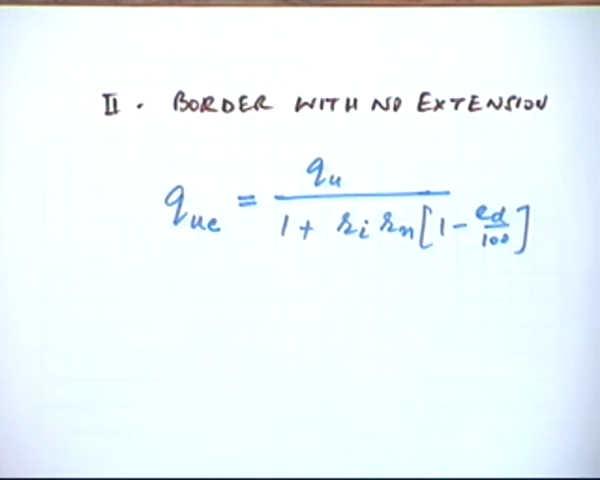 II. BORDER WITH NO EXTENSION
q_ue = q_u / (1 + r_i r_n [1 - e_d/100])